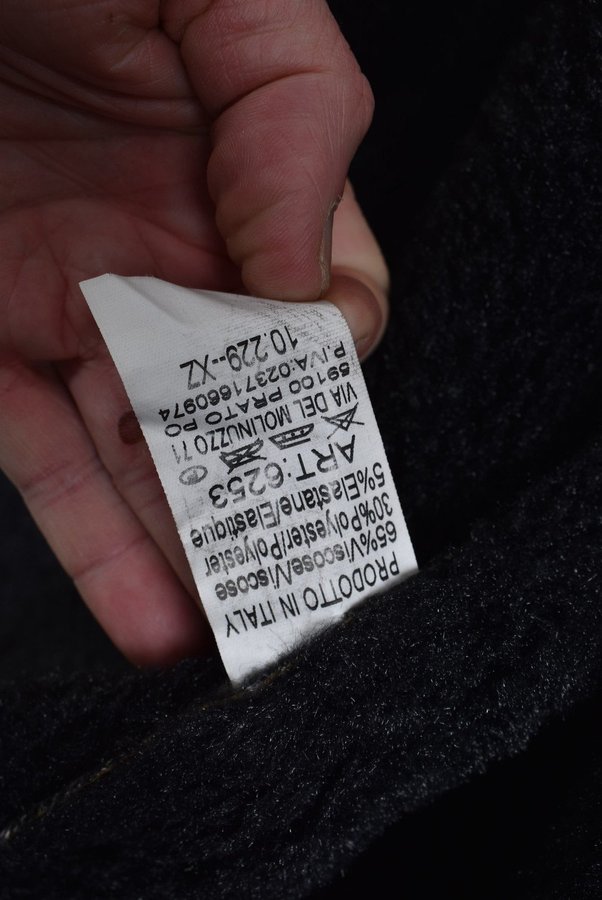 PRODOTTO IN ITALY
65%Viscose/Viscose
30%Polyester/Polyester
5%Elastane/Elastique
ART:6253
VIA DEL MOLINUZZO 71
59100 PRATO PO
P.IVA:02371660974
10.229--XZ